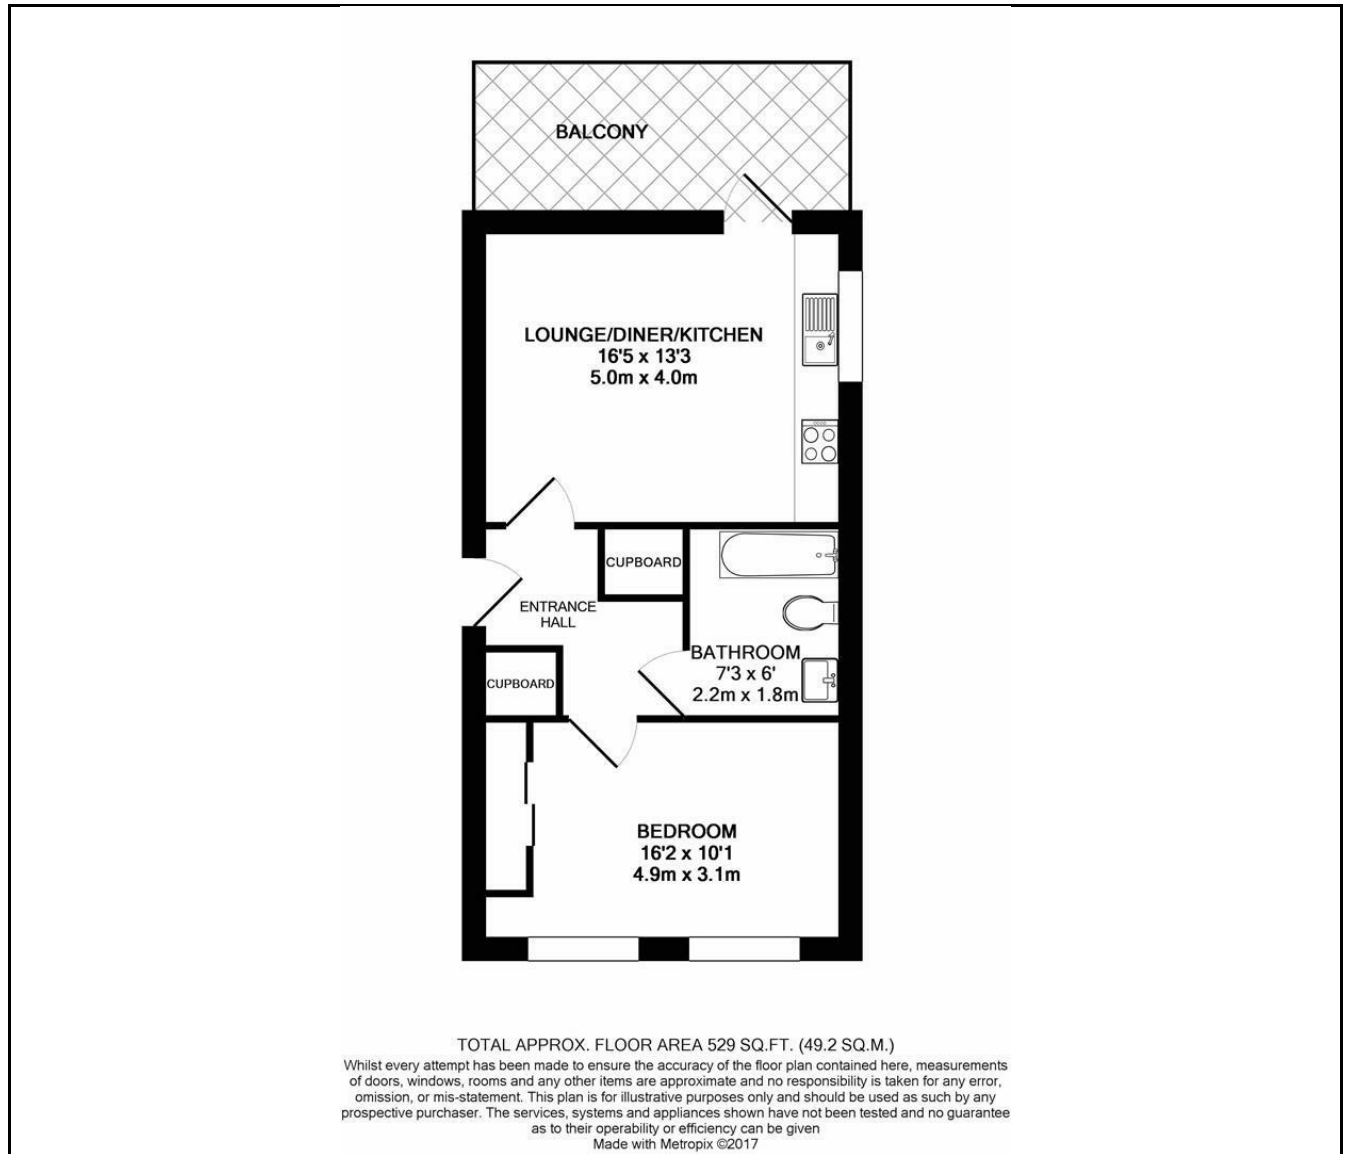 BALCONY
LOUNGE/DINER/KITCHEN
16'5 x 13'3
5.0m x 4.0m
CUPBOARD
ENTRANCE
HALL
BATHROOM
7'3 x 6'
2.2m x 1.8m
CUPBOARD
BEDROOM
16'2 x 10'1
4.9m x 3.1m
TOTAL APPROX. FLOOR AREA 529 SQ.FT. (49.2 SQ.M.)
Whilst every attempt has been made to ensure the accuracy of the floor plan contained here, measurements
of doors, windows, rooms and any other items are approximate and no responsibility is taken for any error,
omission, or mis-statement. This plan is for illustrative purposes only and should be used as such by any
prospective purchaser. The services, systems and appliances shown have not been tested and no guarantee
as to their operability or efficiency can be given
Made with Metropix ©2017